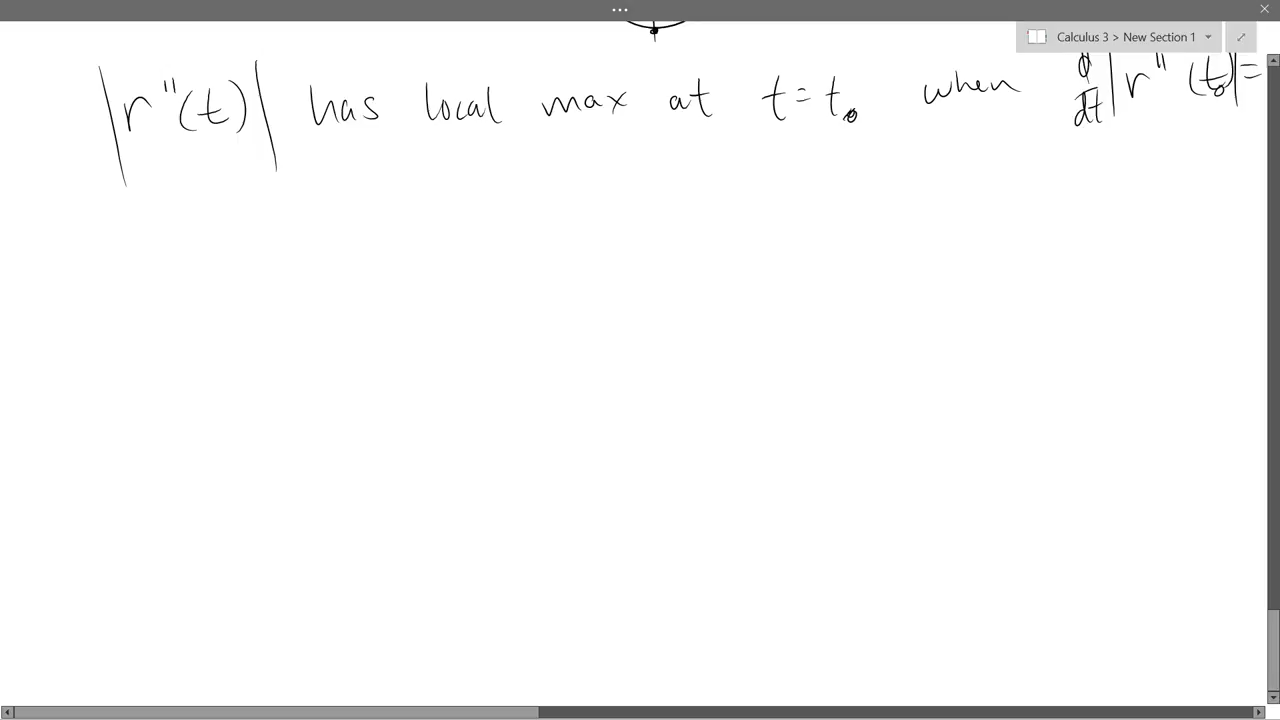 Calculus 3 > New Section 1
|r''(t)| has local max at t=t₀ when d/dt |r''(t₀)|=